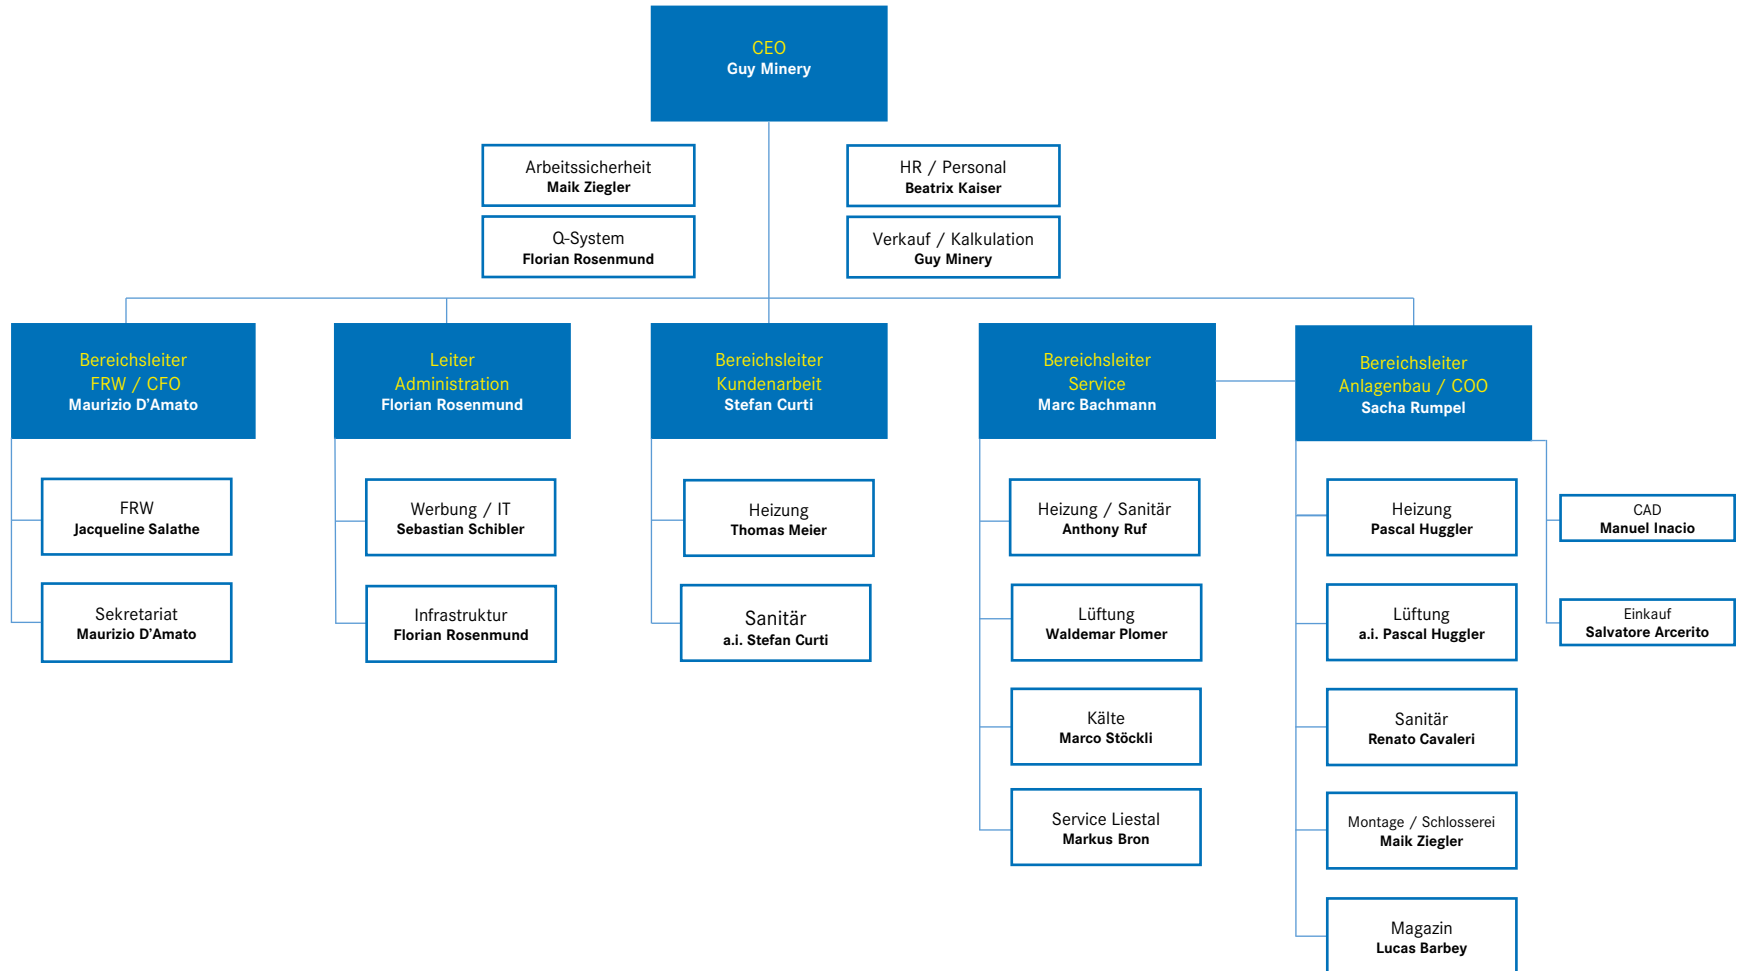 CEO
Guy Minery
Arbeitssicherheit
Maik Ziegler
HR / Personal
Beatrix Kaiser
Q-System
Florian Rosenmund
Verkauf / Kalkulation
Guy Minery
Bereichsleiter
FRW / CFO
Maurizio D'Amato
Leiter
Administration
Florian Rosenmund
Bereichsleiter
Kundenarbeit
Stefan Curti
Bereichsleiter
Service
Marc Bachmann
Bereichsleiter
Anlagenbau / COO
Sacha Rumpel
FRW
Jacqueline Salathe
Sekretariat
Maurizio D'Amato
Werbung / IT
Sebastian Schibler
Infrastruktur
Florian Rosenmund
Heizung
Thomas Meier
Sanitär
a.i. Stefan Curti
Heizung / Sanitär
Anthony Ruf
Lüftung
Waldemar Plomer
Kälte
Marco Stöckli
Service Liestal
Markus Bron
Heizung
Pascal Huggler
Lüftung
a.i. Pascal Huggler
Sanitär
Renato Cavaleri
Montage / Schlosserei
Maik Ziegler
Magazin
Lucas Barbey
CAD
Manuel Inacio
Einkauf
Salvatore Arcerito